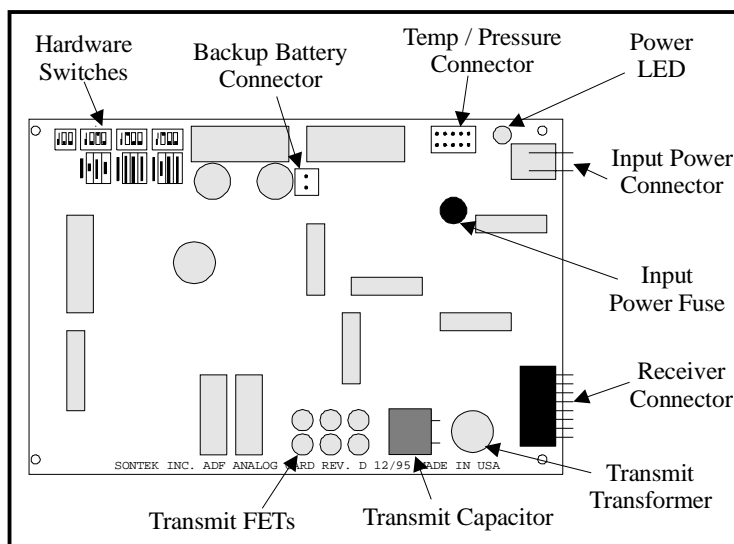 Hardware
Switches
Backup Battery
Connector
Temp / Pressure
Connector
Power
LED
Input Power
Connector
Input
Power Fuse
Receiver
Connector
SONTEK INC. ADF ANALOG CARD REV. D 12/95 MADE IN USA
Transmit FETs
Transmit Capacitor
Transmit
Transformer